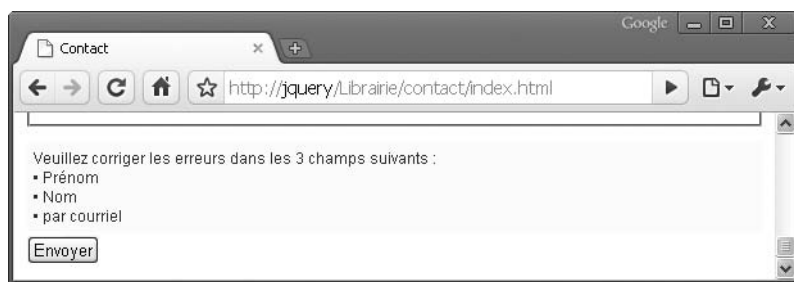 Google
Contact
http://jquery/Librairie/contact/index.html
Veuillez corriger les erreurs dans les 3 champs suivants :
▪ Prénom
▪ Nom
▪ par courriel
Envoyer